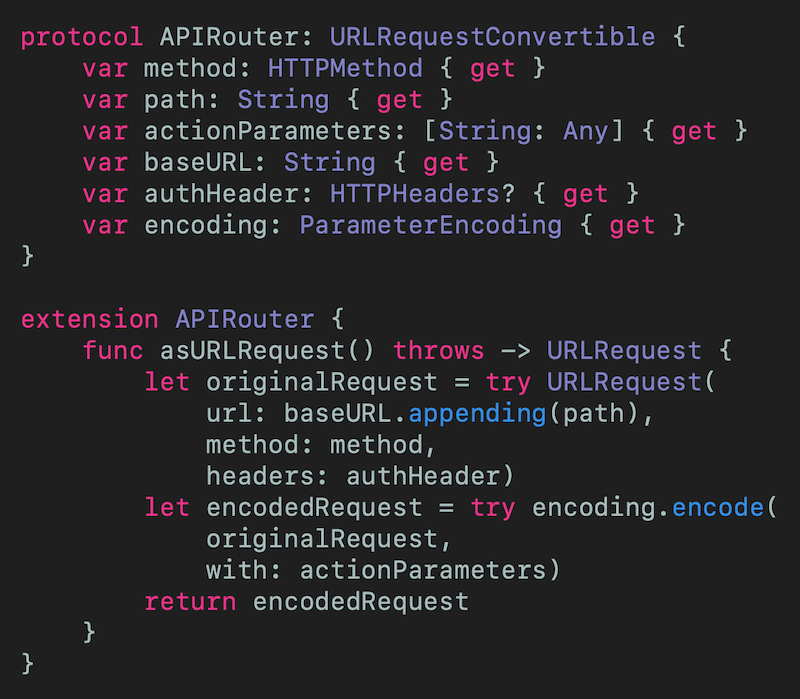 protocol APIRouter: URLRequestConvertible {
    var method: HTTPMethod { get }
    var path: String { get }
    var actionParameters: [String: Any] { get }
    var baseURL: String { get }
    var authHeader: HTTPHeaders? { get }
    var encoding: ParameterEncoding { get }
}

extension APIRouter {
    func asURLRequest() throws -> URLRequest {
        let originalRequest = try URLRequest(
            url: baseURL.appending(path),
            method: method,
            headers: authHeader)
        let encodedRequest = try encoding.encode(
            originalRequest,
            with: actionParameters)
        return encodedRequest
    }
}